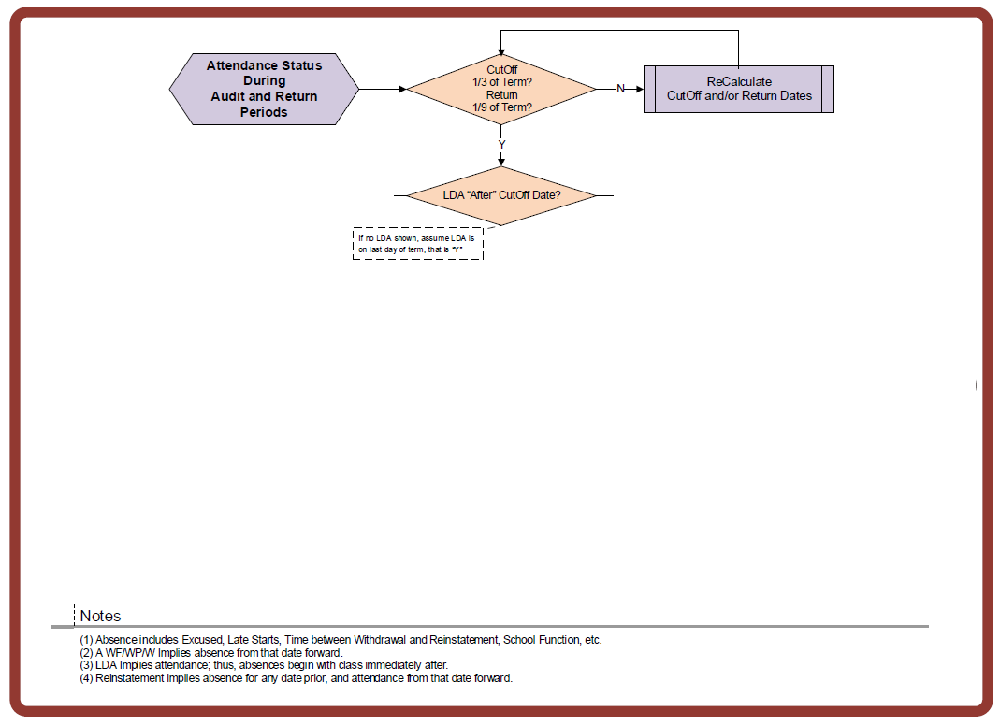 Attendance Status
During
Audit and Return
Periods
CutOff
1/3 of Term?
Return
1/9 of Term?
N
ReCalculate
CutOff and/or Return Dates
Y
LDA “After” CutOff Date?
If no LDA shown, assume LDA is
on last day of term, that is “Y”
Notes
(1) Absence includes Excused, Late Starts, Time between Withdrawal and Reinstatement, School Function, etc.
(2) A WF/WP/W Implies absence from that date forward.
(3) LDA Implies attendance; thus, absences begin with class immediately after.
(4) Reinstatement implies absence for any date prior, and attendance from that date forward.